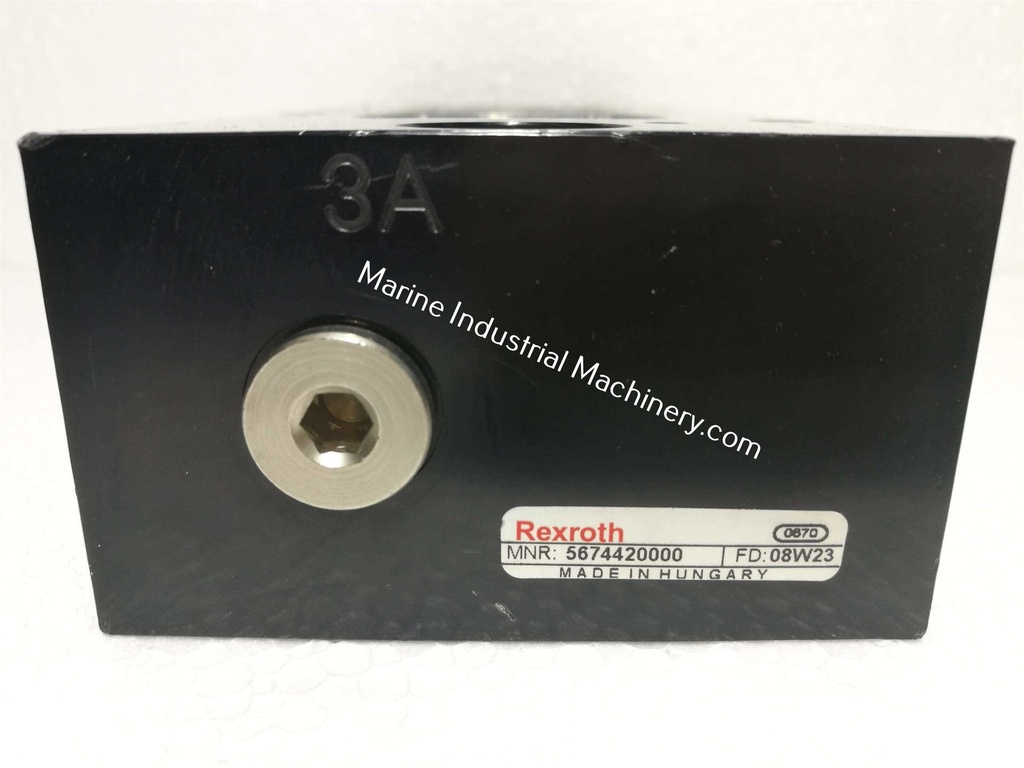 3A
Marine Industrial Machinery.com
Rexroth 0670
MNR: 5674420000 FD: 08W23
MADE IN HUNGARY